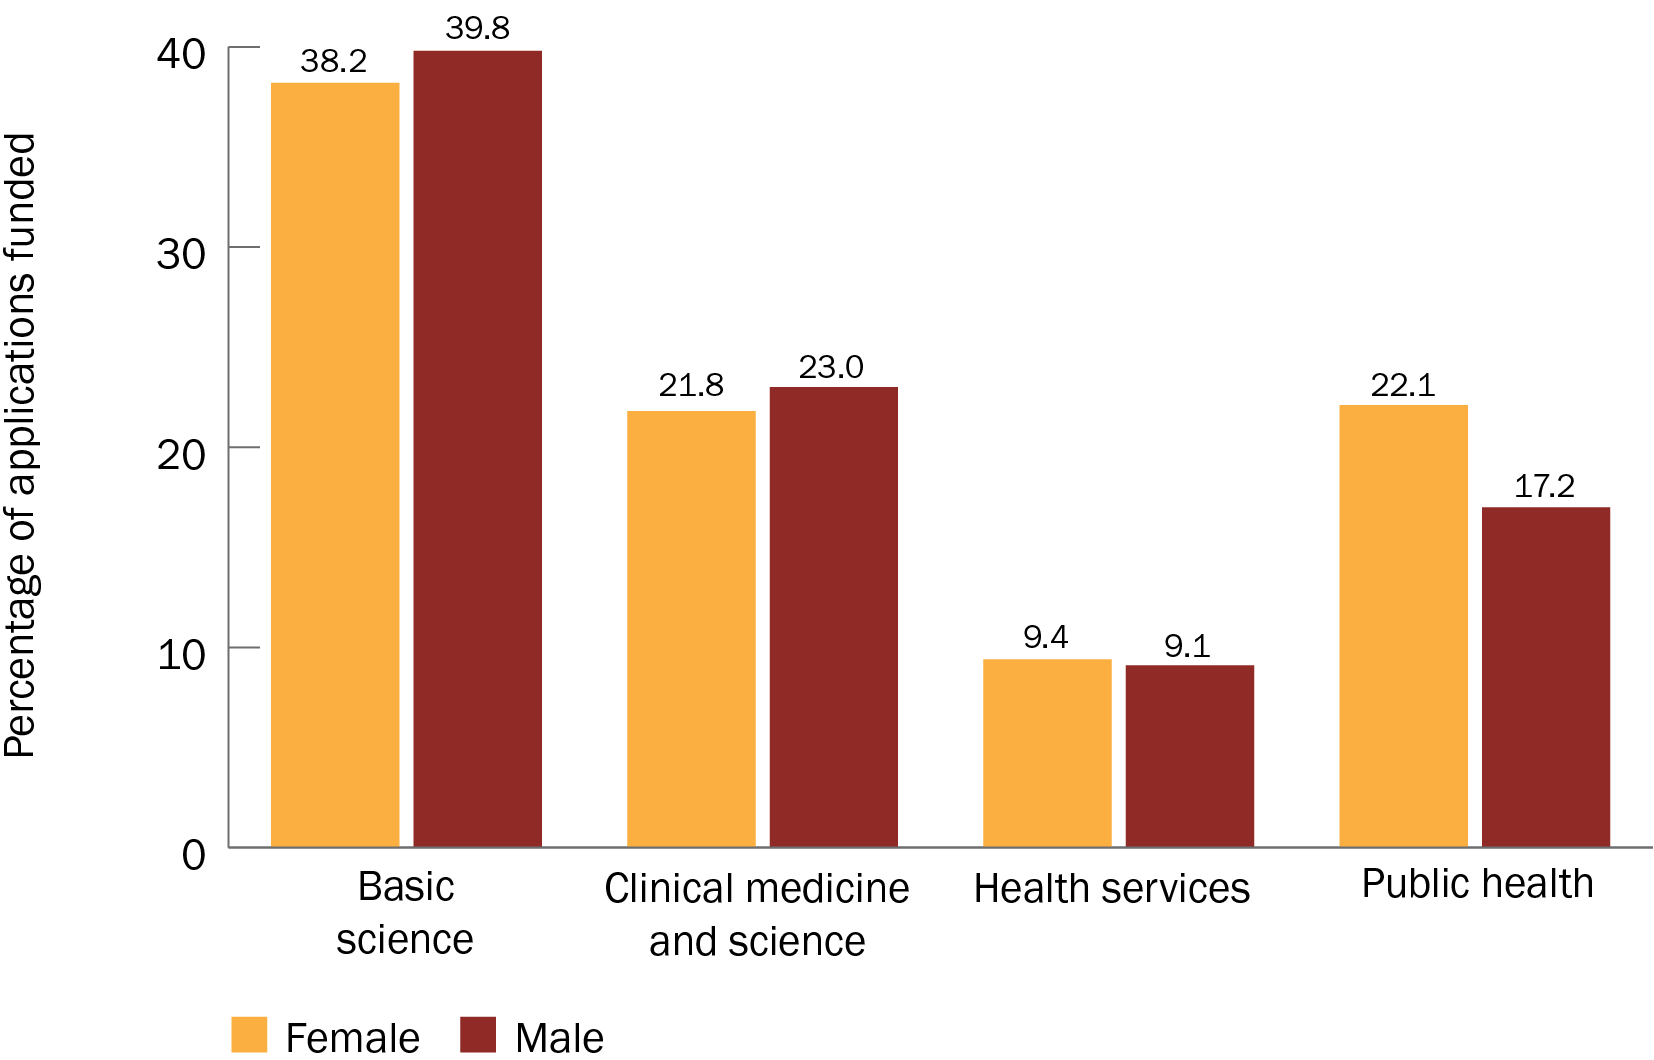 Percentage of applications funded
40
30
20
10
0
38.2
39.8
21.8
23.0
9.4
9.1
22.1
17.2
Basic
science
Clinical medicine
and science
Health services
Public health
Female
Male